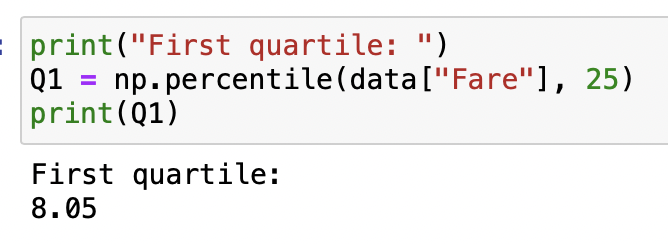 :
print("First quartile: ")
Q1 = np.percentile(data["Fare"], 25)
print(Q1)
First quartile:
8.05